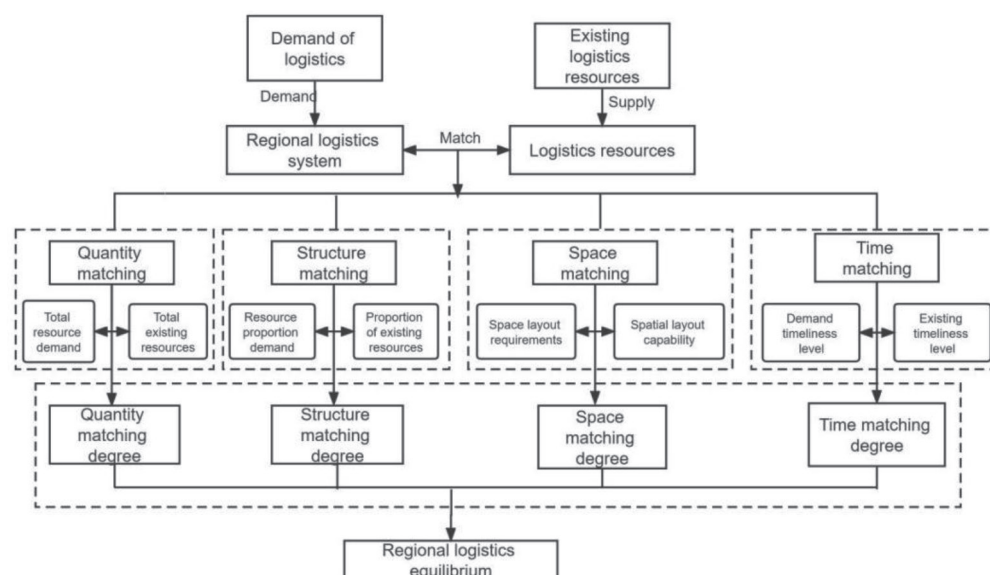 Demand of
logistics
Existing
logistics
resources
Demand
Supply
Regional logistics
system
Match
Logistics resources
Quantity
matching
Structure
matching
Space
matching
Time
matching
Total
resource
demand
Total
existing
resources
Resource
proportion
demand
Proportion
of existing
resources
Space layout
requirements
Spatial layout
capability
Demand
timeliness
level
Existing
timeliness
level
Quantity
matching
degree
Structure
matching
degree
Space
matching
degree
Time matching
degree
Regional logistics
equilibrium